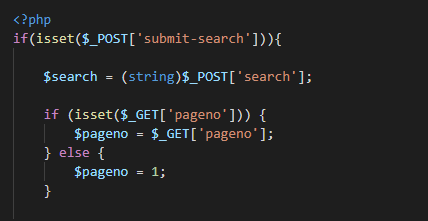 <?php
if(isset($_POST['submit-search'])){
$search = (string)$_POST['search'];
if (isset($_GET['pageno'])) {
$pageno = $_GET['pageno'];
} else {
$pageno = 1;
}